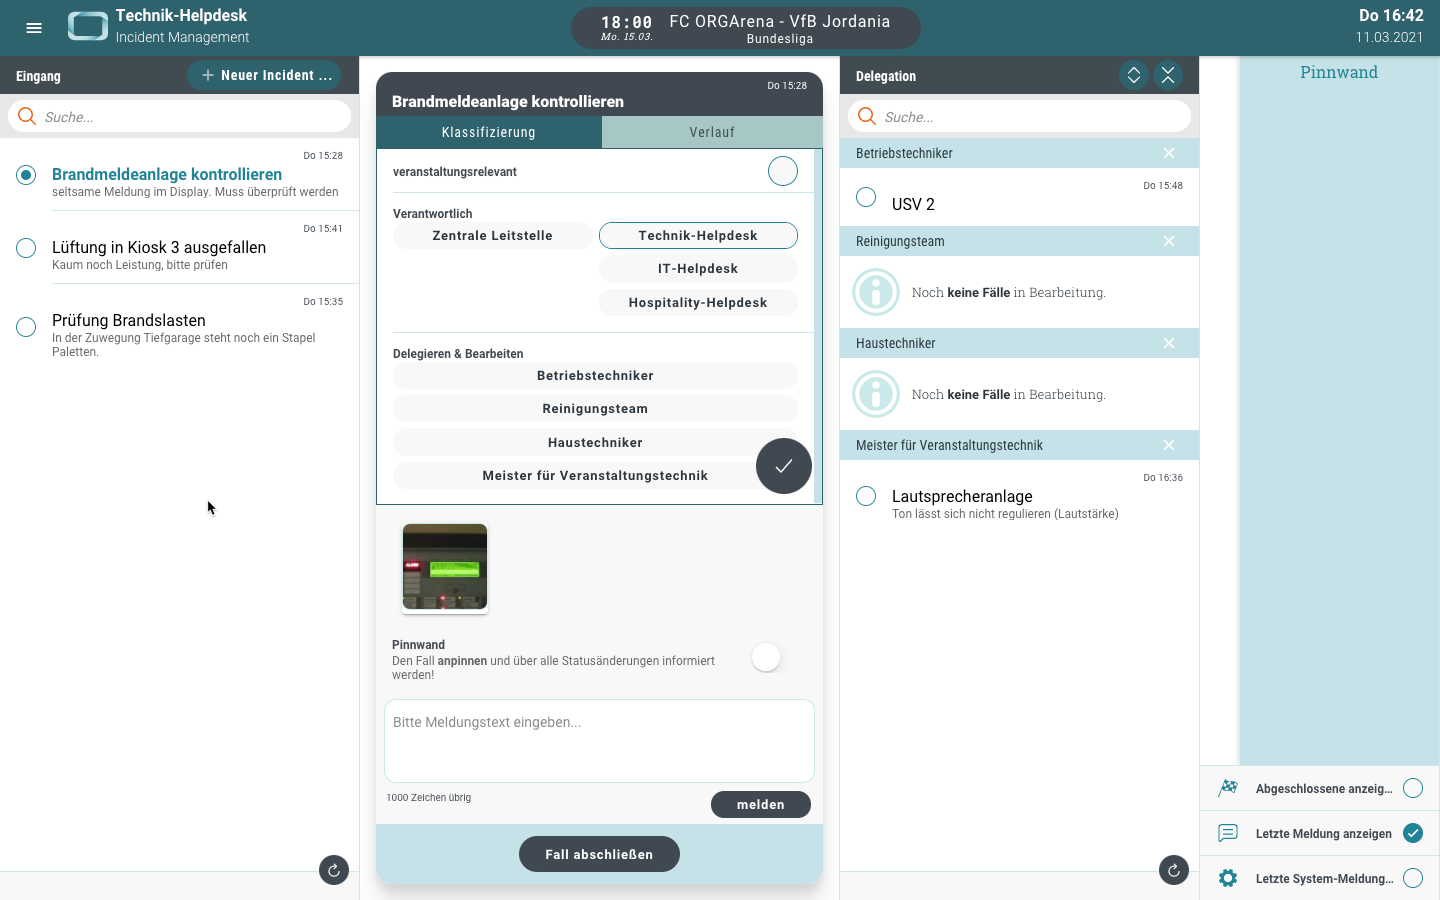 Technik-Helpdesk
Incident Management
18:00
Mo. 15.03.
FC ORGArena - VfB Jordania
Bundesliga
Do 16:42
11.03.2021
Eingang
+ Neuer Incident ...
Suche...
Do 15:28
Brandmeldeanlage kontrollieren
seltsame Meldung im Display. Muss überprüft werden
Do 15:41
Lüftung in Kiosk 3 ausgefallen
Kaum noch Leistung, bitte prüfen
Do 15:35
Prüfung Brandslasten
In der Zuwegung Tiefgarage steht noch ein Stapel
Paletten.
Do 15:28
Brandmeldeanlage kontrollieren
Klassifizierung
Verlauf
veranstaltungsrelevant
Verantwortlich
Zentrale Leitstelle
Technik-Helpdesk
IT-Helpdesk
Hospitality-Helpdesk
Delegieren & Bearbeiten
Betriebstechniker
Reinigungsteam
Haustechniker
Meister für Veranstaltungstechnik
ALARM
Pinnwand
Den Fall anpinnen und über alle Statusänderungen informiert
werden!
Bitte Meldungstext eingeben...
1000 Zeichen übrig
melden
Fall abschließen
Delegation
Suche...
Betriebstechniker
Do 15:48
USV 2
Reinigungsteam
Noch keine Fälle in Bearbeitung.
Haustechniker
Noch keine Fälle in Bearbeitung.
Meister für Veranstaltungstechnik
Do 16:36
Lautsprecheranlage
Ton lässt sich nicht regulieren (Lautstärke)
Pinnwand
Abgeschlossene anzeig...
Letzte Meldung anzeigen
Letzte System-Meldung...